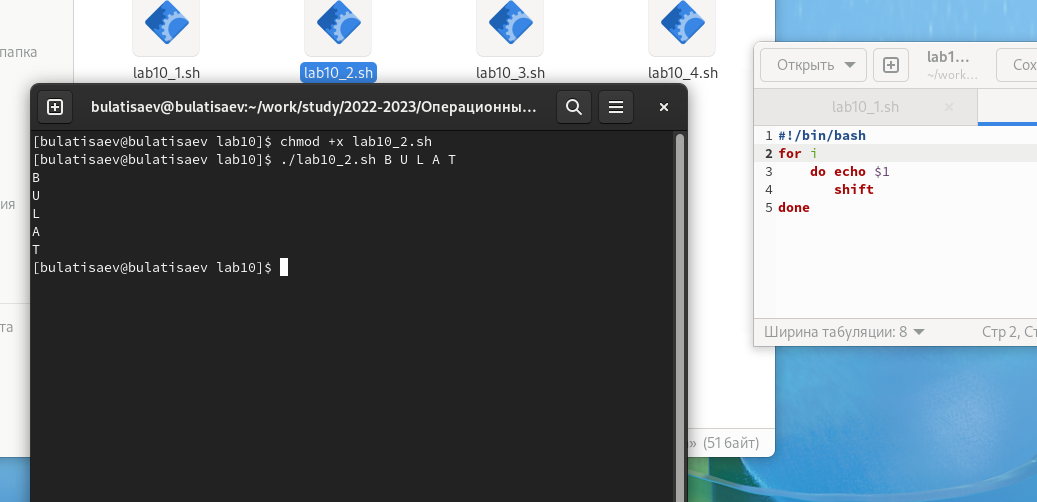 папка
lab10_1.sh
lab10_2.sh
lab10_3.sh
lab10_4.sh
ия
та
bulatisaev@bulatisaev:~/work/study/2022-2023/Операционны...
[bulatisaev@bulatisaev lab10]$ chmod +x lab10_2.sh
[bulatisaev@bulatisaev lab10]$ ./lab10_2.sh B U L A T
B
U
L
A
T
[bulatisaev@bulatisaev lab10]$
» (51 байт)
Открыть
lab1...
~/work...
Сох
lab10_1.sh ×
1 #!/bin/bash
2 for i
3 do echo $1
4 shift
5 done
Ширина табуляции: 8
Стр 2, Ст